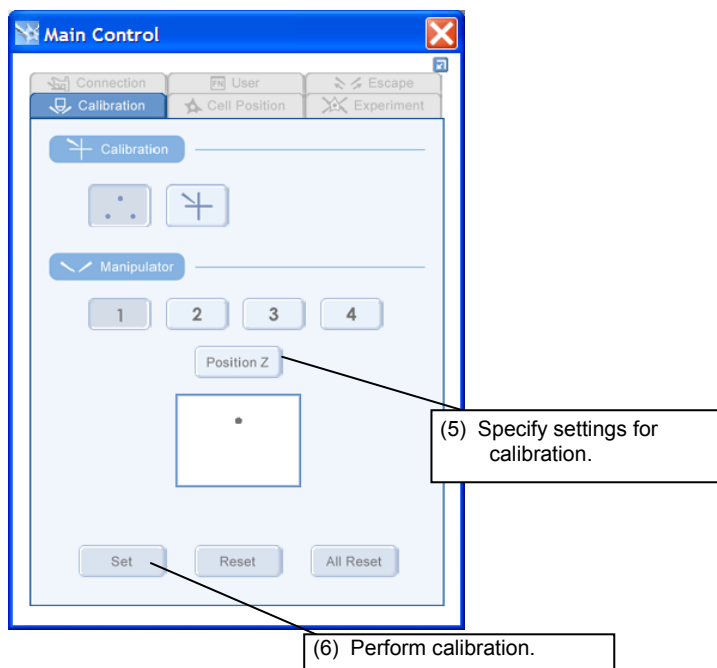 Main Control
Connection FN User Escape
Calibration Cell Position Experiment
Calibration
Manipulator
1 2 3 4
Position Z
(5) Specify settings for
calibration.
Set Reset All Reset
(6) Perform calibration.